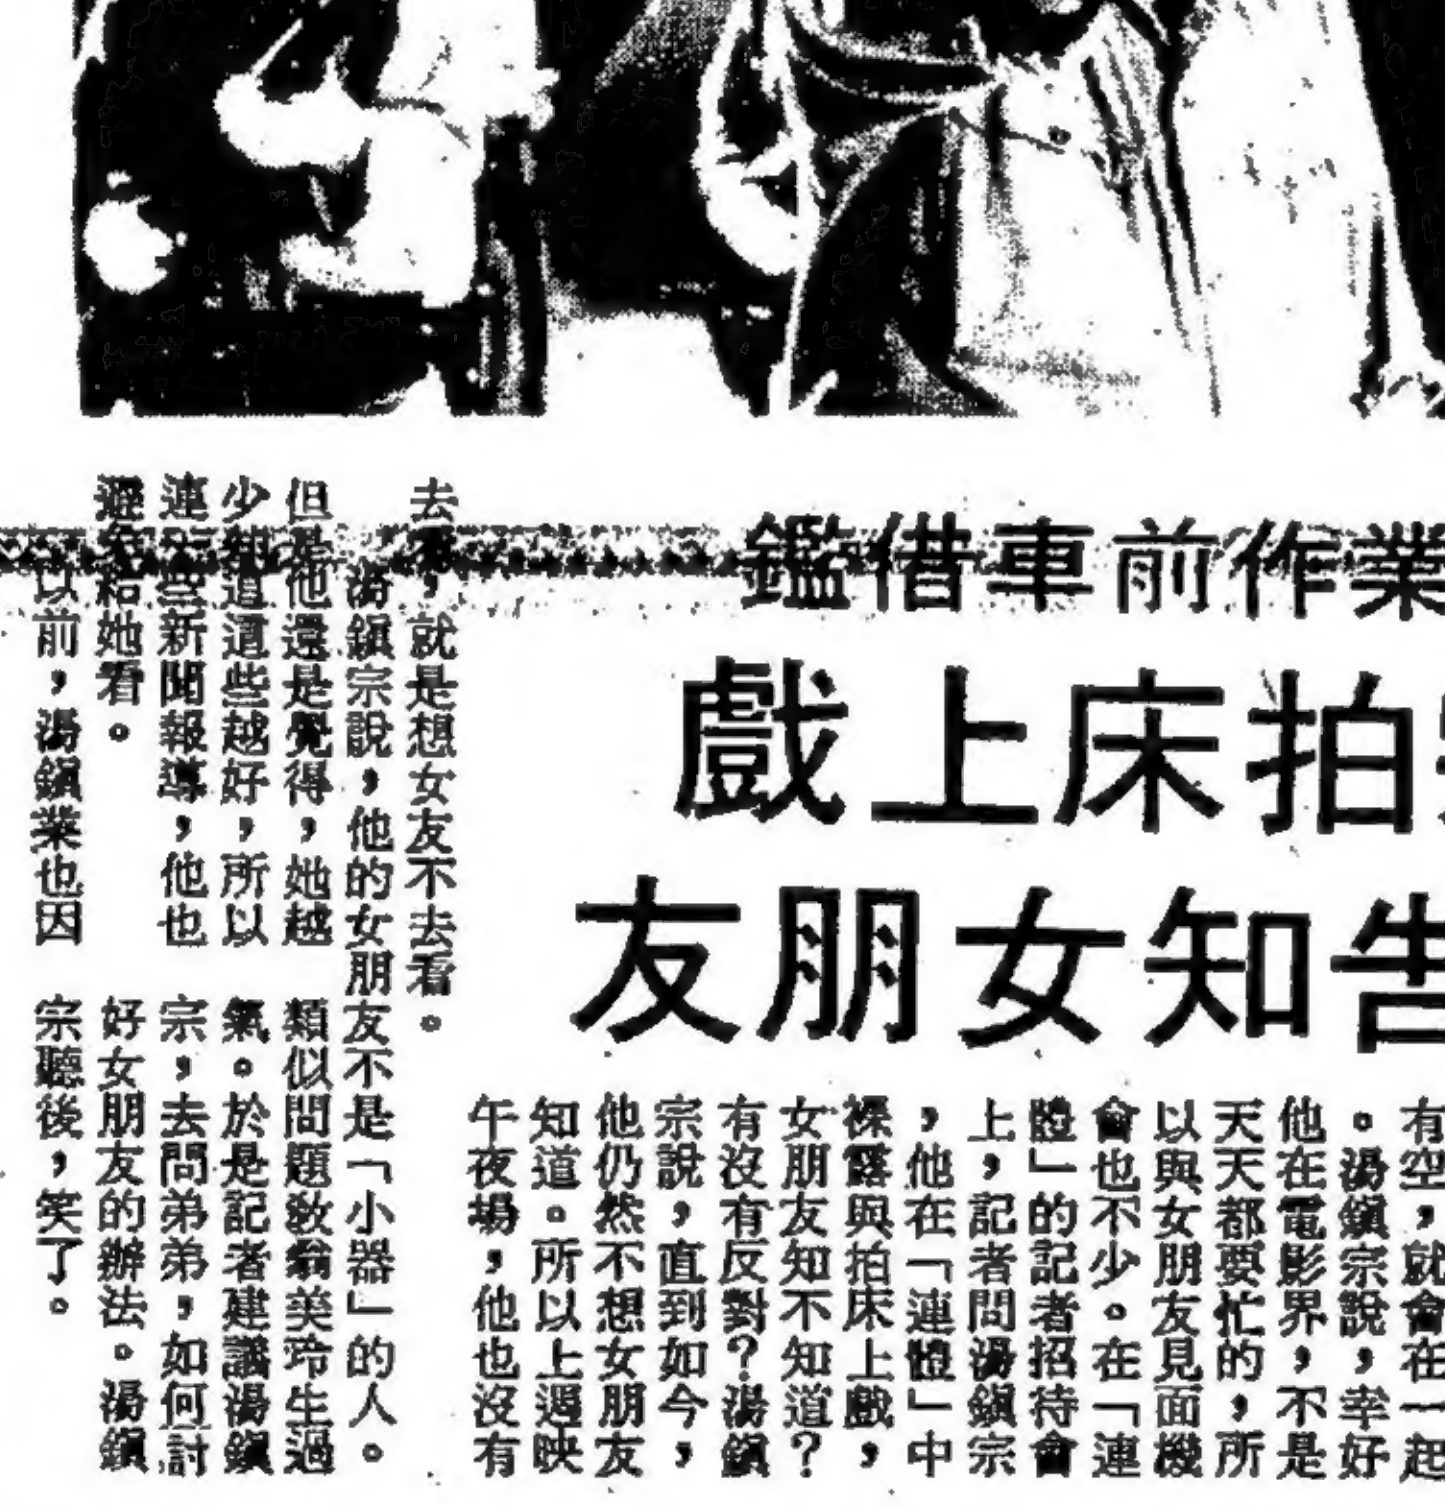 業作前車借鑑
拍床上戲
告知女朋友
有空，就會在一起
。湯鎮宗說，幸好
他在電影界，不是
天天都要忙的，所
以與女朋友見面機
會也不少。在「連
體」的記者招待會
上，記者問湯鎮宗
，他在「連體」中
裸露與拍床上戲，
女朋友知不知道？
有沒有反對？湯鎮
宗說，直到如今，
他仍然不想女朋友
知道。所以上週映
午夜場，他也沒有
去看，就是想女友不去看。
湯鎮宗說，他的女朋友不是「小器」的人。
但是他還是覺得，她越
少知道這些越好，所以
連一些新聞報導，他也
避免給她看。
以前，湯鎮業也因
類似問題教翁美玲生過
氣。於是記者建議湯鎮
宗，去問弟弟，如何討
好女朋友的辦法。湯鎮
宗聽後，笑了。